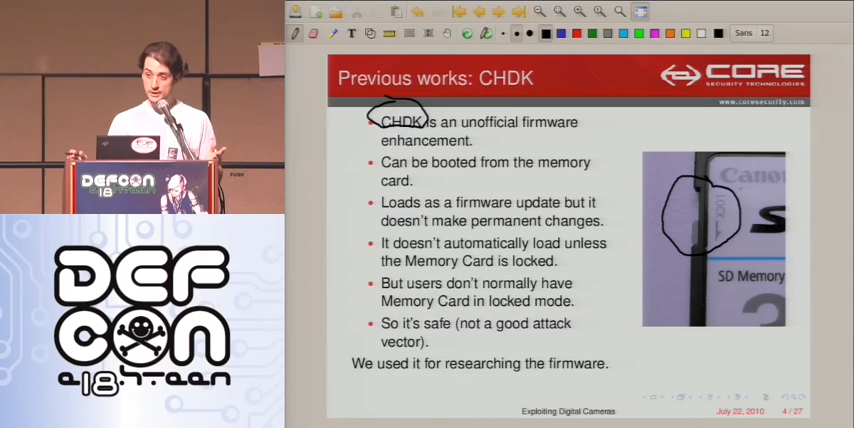 Sans 12
Previous works: CHDK
CORE
SECURITY TECHNOLOGIES
www.coresecurity.com
CHDK is an unofficial firmware
enhancement.
Can be booted from the memory
card.
Loads as a firmware update but it
doesn't make permanent changes.
It doesn't automatically load unless
the Memory Card is locked.
But users don't normally have
Memory Card in locked mode.
So it's safe (not a good attack
vector).
We used it for researching the firmware.
Canon
LOCK
SD Memory
Exploiting Digital Cameras
July 22, 2010 4 / 27
PUSH
DEFCON
18
DEF
CON